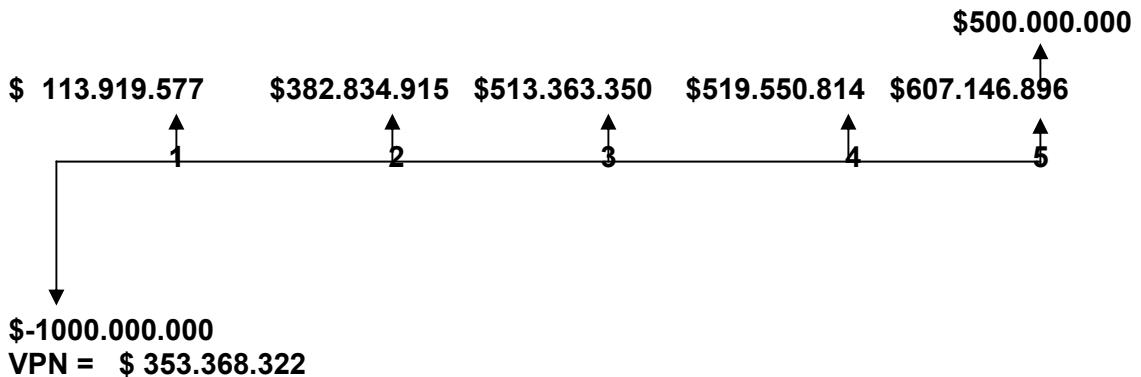 $500.000.000
$ 113.919.577 $382.834.915 $513.363.350 $519.550.814 $607.146.896
1 2 3 4 5
$-1000.000.000
VPN = $ 353.368.322